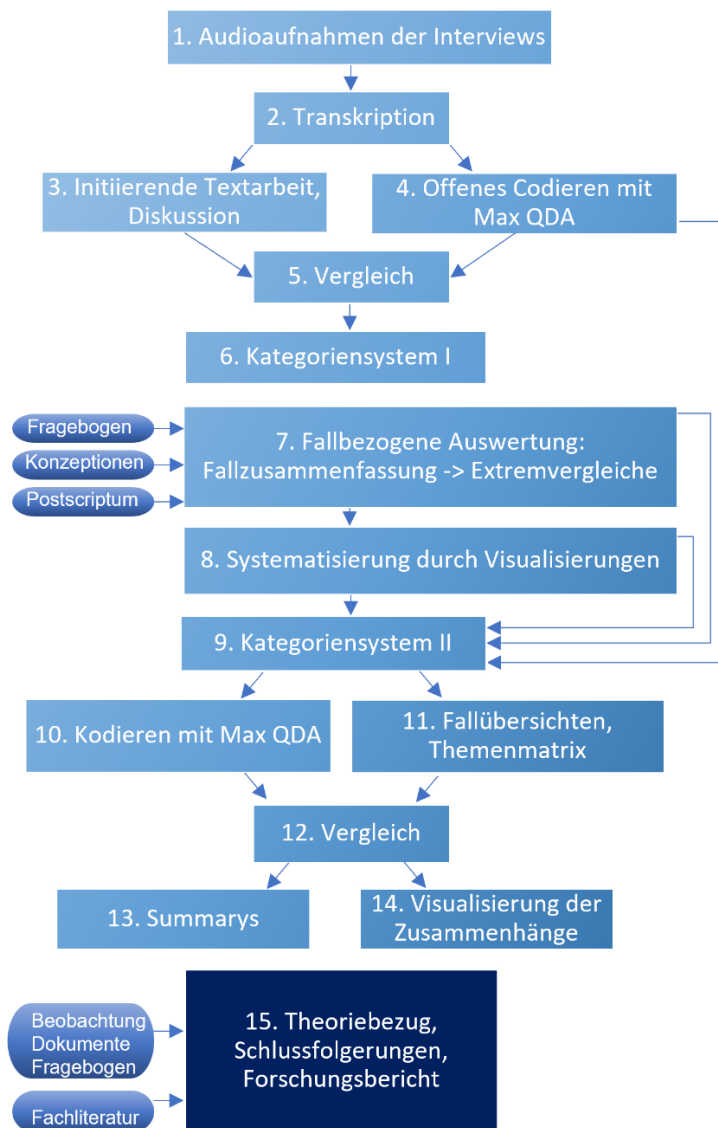 1. Audioaufnahmen der Interviews
2. Transkription
3. Initiierende Textarbeit,
Diskussion
4. Offenes Codieren mit
Max QDA
5. Vergleich
6. Kategoriensystem I
Fragebogen
Konzeptionen
Postscriptum
7. Fallbezogene Auswertung:
Fallzusammenfassung -> Extremvergleiche
8. Systematisierung durch Visualisierungen
9. Kategoriensystem II
10. Kodieren mit Max QDA
11. Fallübersichten,
Themenmatrix
12. Vergleich
13. Summarys
14. Visualisierung der
Zusammenhänge
Beobachtung
Dokumente
Fragebogen
Fachliteratur
15. Theoriebezug,
Schlussfolgerungen,
Forschungsbericht